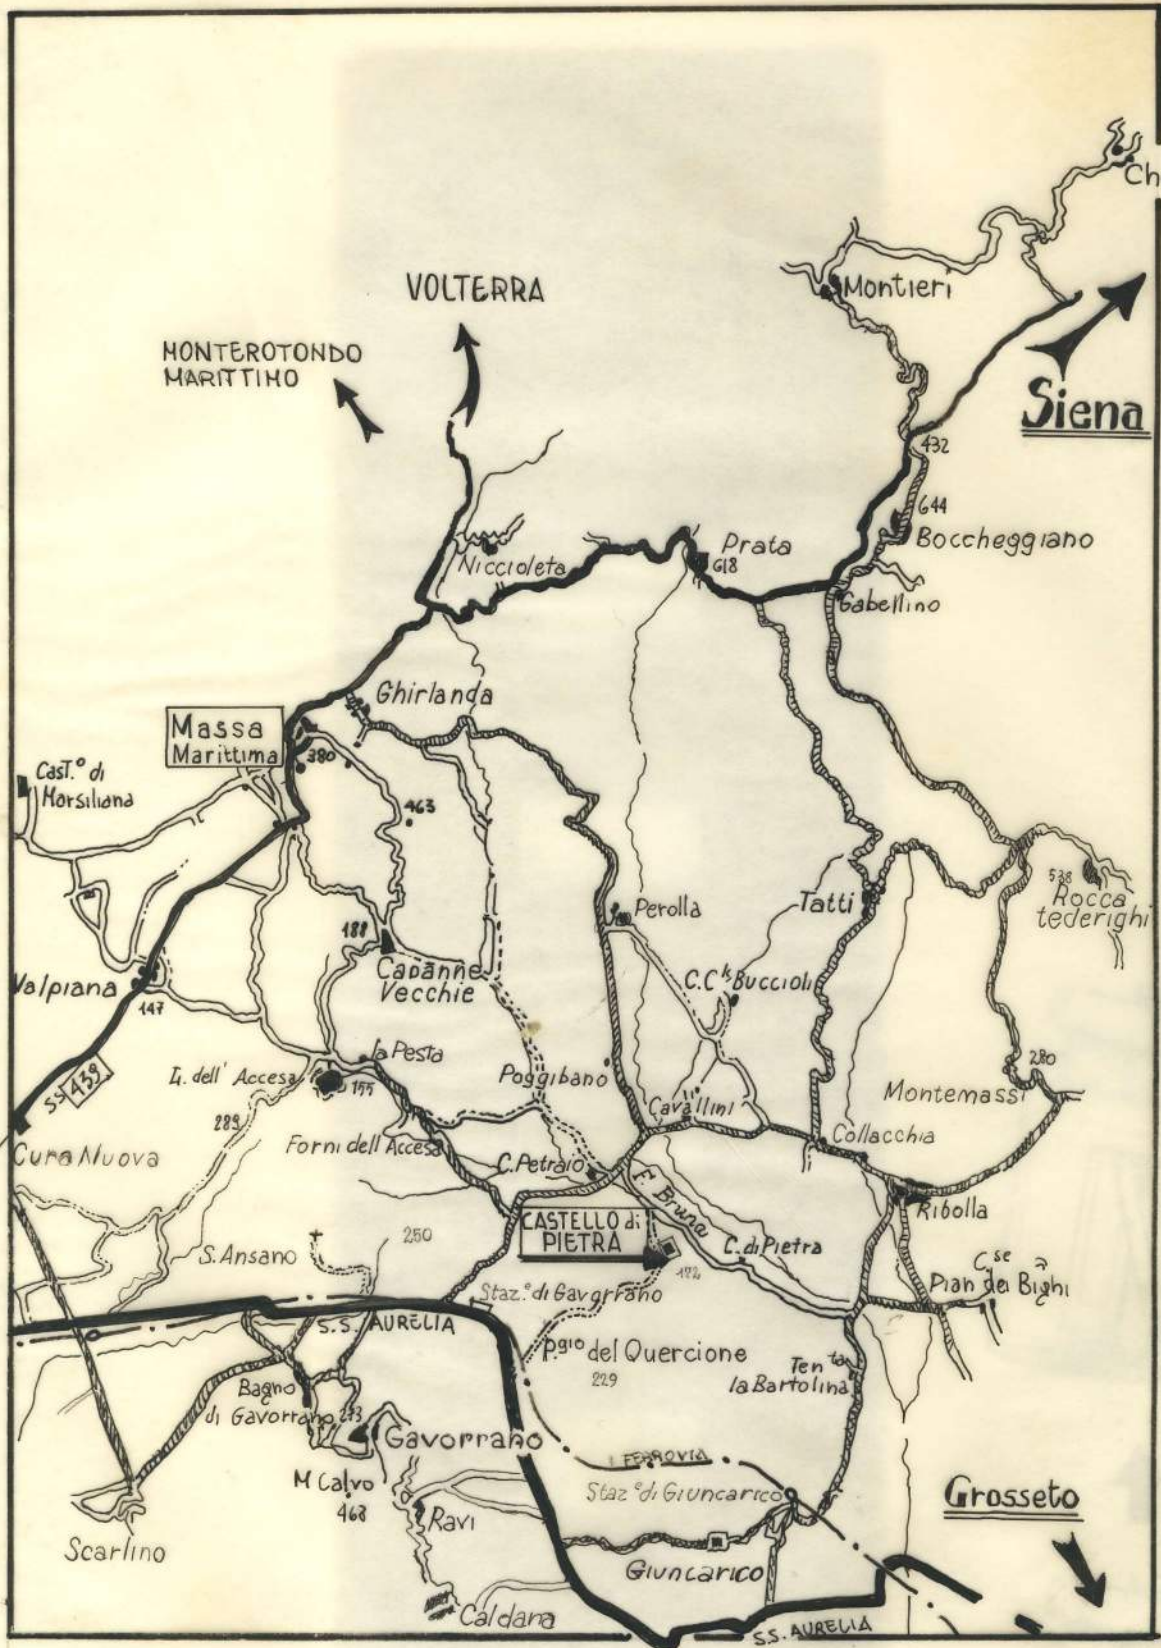 Ch
Montieri
VOLTERRA
MONTEROTONDO
MARITTIMO
Siena
432
644
Boccheggiano
Prata
618
Niccioleta
Gabellino
Ghirlanda
Massa
Marittima
380
Cast.º di
Marsiliana
463
538
Rocca
tederighi
Perolla
Tatti
188
Capanne
Vecchie
C.Cⁱˢ Buccioli
Valpiana
147
la Pesta
L. dell' Accesa
155
Poggibano
280
Montemassi
SS 439
289
Cavallini
Forni dell'Accesa
Collacchia
Cura Nuova
C. Petraio
F. Bruna
Ribolla
CASTELLO di
PIETRA
250
S. Ansano
C. di Pietra
172
Cˢᵉ
Pian dei Bighi
Staz.º di Gavorrano
S.S. AURELIA
P.gio del Quercione
229
Ten.ta
la Bartolina
Bagno
di Gavorrano
273
Gavorrano
FERROVIA
M Calvo
468
Staz.º di Giuncarico
Grosseto
Ravi
Scarlino
Giuncarico
Caldana
S.S. AURELIA